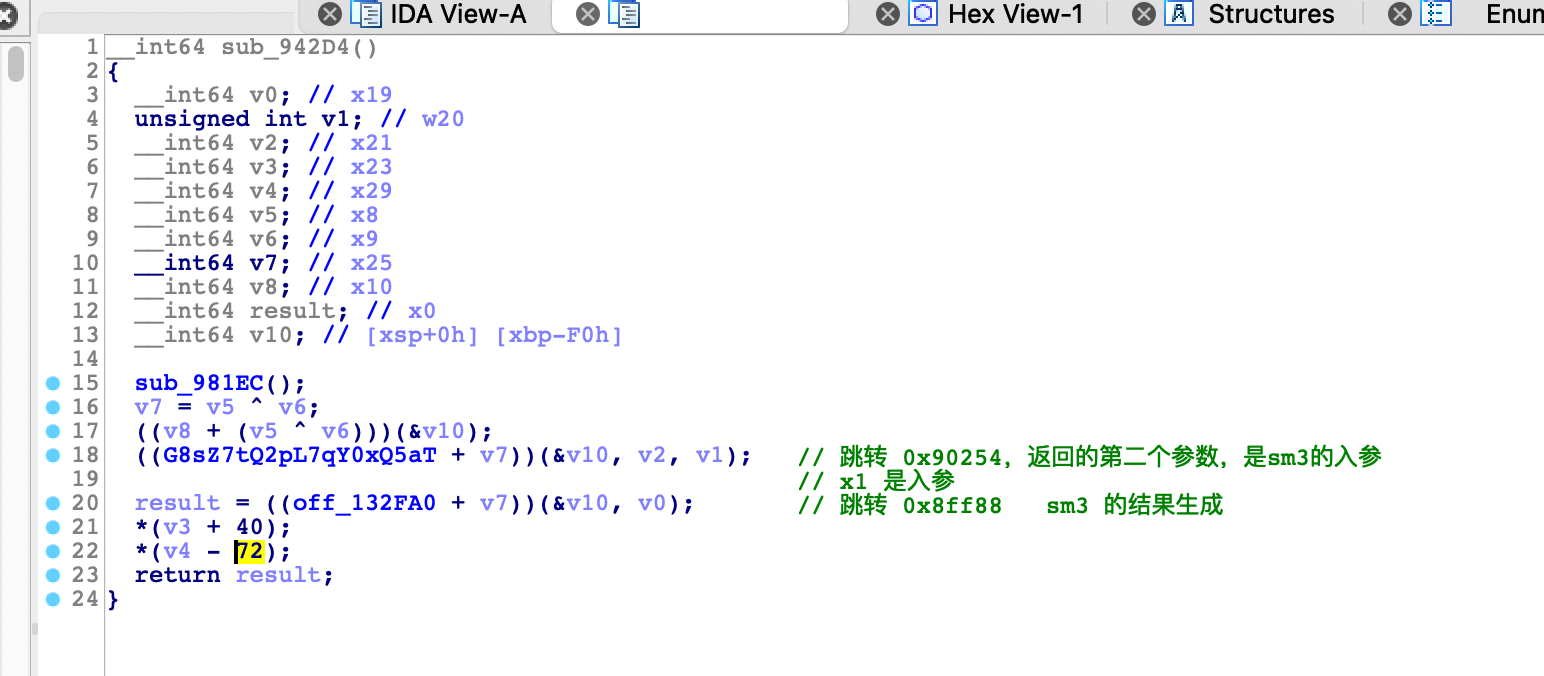 IDA View-A Hex View-1 Structures Enum
1 __int64 sub_942D4()
2 {
3 __int64 v0; // x19
4 unsigned int v1; // w20
5 __int64 v2; // x21
6 __int64 v3; // x23
7 __int64 v4; // x29
8 __int64 v5; // x8
9 __int64 v6; // x9
10 __int64 v7; // x25
11 __int64 v8; // x10
12 __int64 result; // x0
13 __int64 v10; // [xsp+0h] [xbp-F0h]
14
15 sub_981EC();
16 v7 = v5 ^ v6;
17 ((v8 + (v5 ^ v6)))(&v10);
18 ((G8sZ7tQ2pL7qY0xQ5aT + v7))(&v10, v2, v1); // 跳转 0x90254，返回的第二个参数，是sm3的入参
19 // x1 是入参
20 result = ((off_132FA0 + v7))(&v10, v0); // 跳转 0x8ff88 sm3 的结果生成
21 *(v3 + 40);
22 *(v4 - 72);
23 return result;
24 }